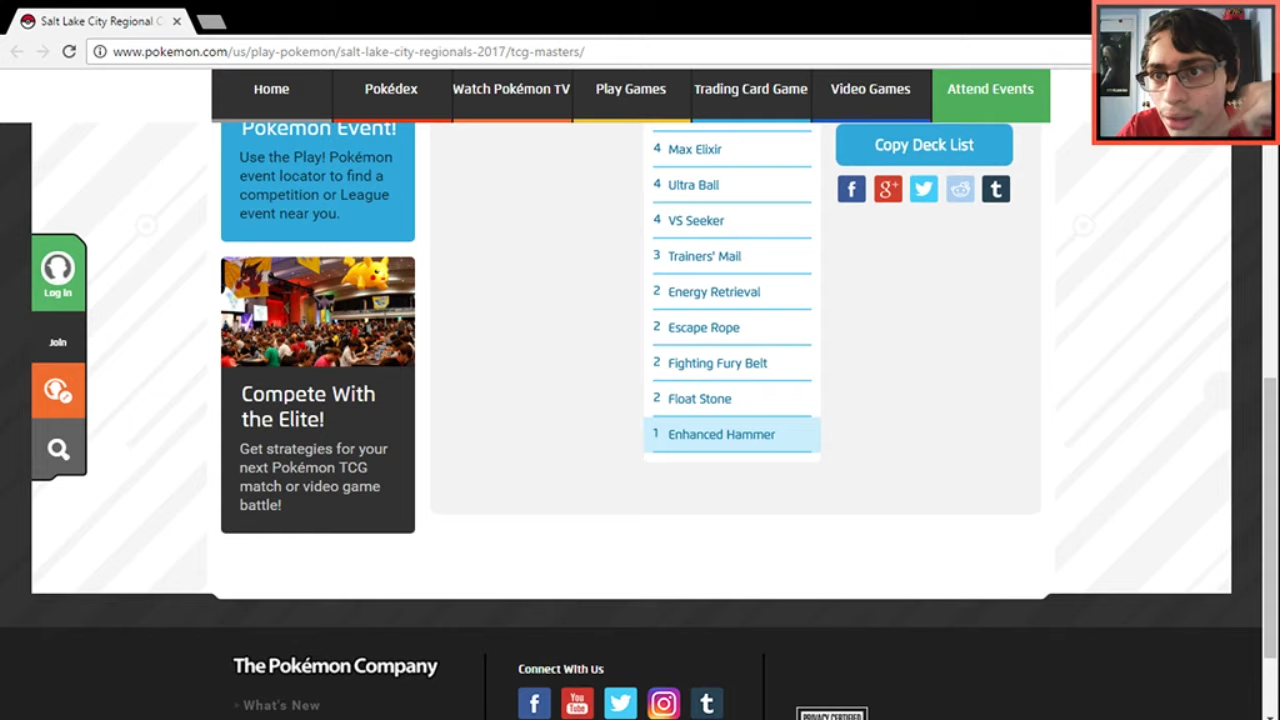 Salt Lake City Regional C
www.pokemon.com/us/play-pokemon/salt-lake-city-regionals-2017/tcg-masters/
Home
Pokédex
Watch Pokémon TV
Play Games
Trading Card Game
Video Games
Attend Events
Pokémon Event!
Use the Play! Pokémon
event locator to find a
competition or League
event near you.
Log in
Join
Compete With
the Elite!
Get strategies for your
next Pokémon TCG
match or video game
battle!
4 Max Elixir
4 Ultra Ball
4 VS Seeker
3 Trainers' Mail
2 Energy Retrieval
2 Escape Rope
2 Fighting Fury Belt
2 Float Stone
1 Enhanced Hammer
Copy Deck List
The Pokémon Company
What's New
Connect With Us
You
Tube
PRIVACY CERTIFIED